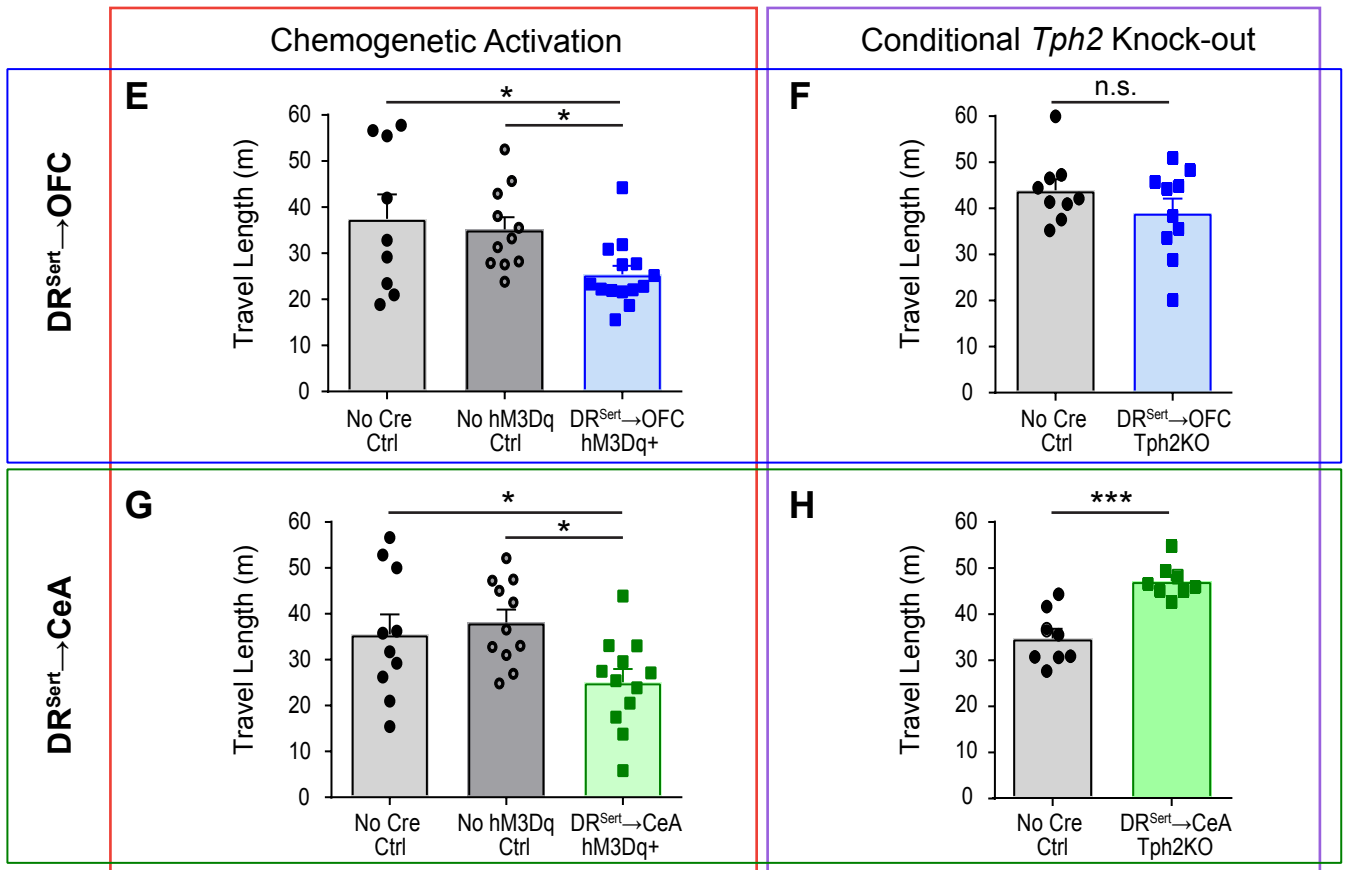 Chemogenetic Activation
Conditional Tph2 Knock-out
DRSert→OFC
E
*
*
Travel Length (m)
60
50
40
30
20
10
0
No Cre
Ctrl
No hM3Dq
Ctrl
DRSert→OFC
hM3Dq+
F
n.s.
Travel Length (m)
60
50
40
30
20
10
0
No Cre
Ctrl
DRSert→OFC
Tph2KO
DRSert→CeA
G
*
*
Travel Length (m)
60
50
40
30
20
10
0
No Cre
Ctrl
No hM3Dq
Ctrl
DRSert→CeA
hM3Dq+
H
***
Travel Length (m)
60
50
40
30
20
10
0
No Cre
Ctrl
DRSert→CeA
Tph2KO